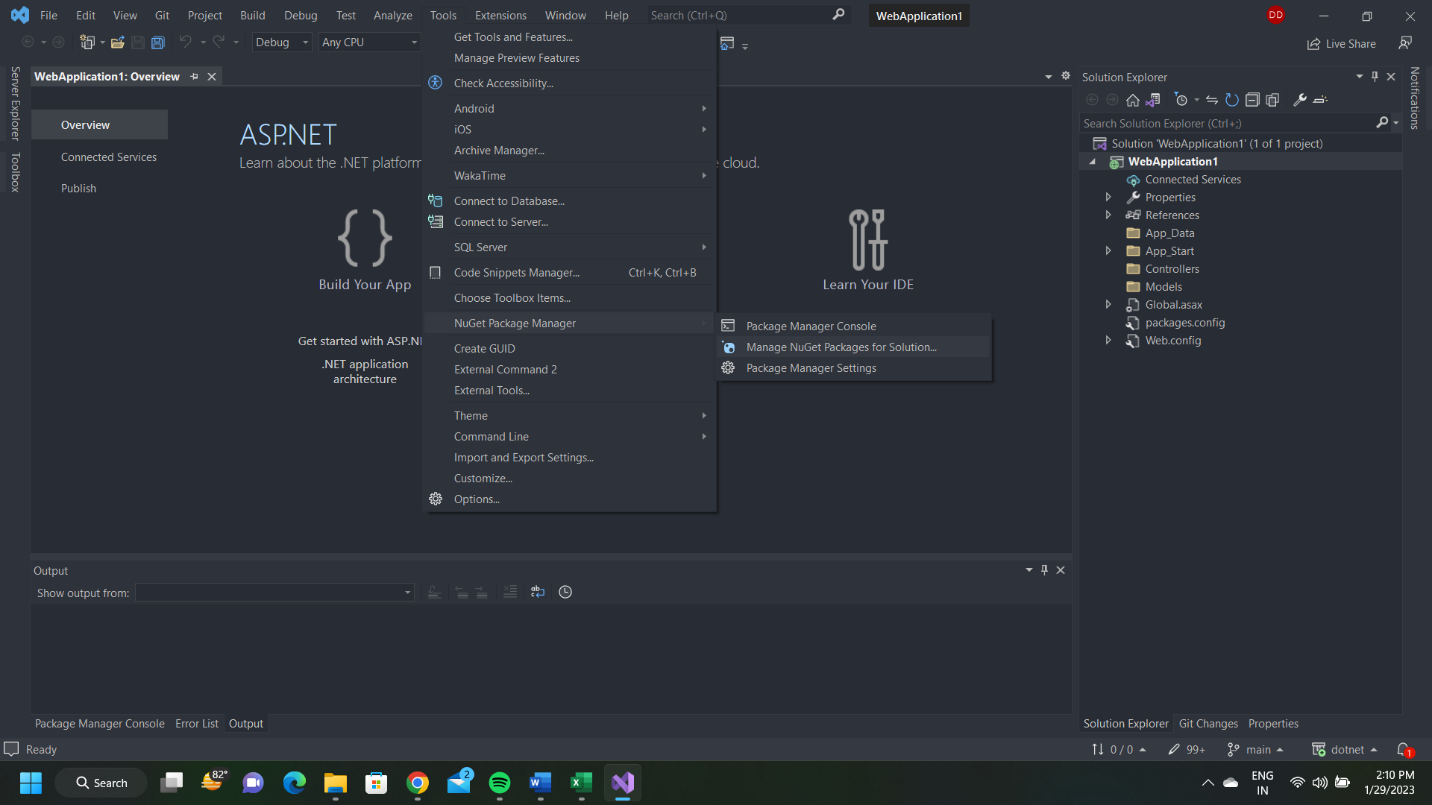 File Edit View Git Project Build Debug Test Analyze Tools Extensions Window Help Search (Ctrl+Q) WebApplication1 DD
Debug Any CPU Live Share
Server Explorer
Toolbox
WebApplication1: Overview
Overview
Connected Services
Publish
ASP.NET
Learn about the .NET platform
e cloud.
Build Your App
Get started with ASP.NE
.NET application
architecture
Learn Your IDE
Get Tools and Features...
Manage Preview Features
Check Accessibility...
Android
iOS
Archive Manager...
WakaTime
Connect to Database...
Connect to Server...
SQL Server
Code Snippets Manager... Ctrl+K, Ctrl+B
Choose Toolbox Items...
NuGet Package Manager
Create GUID
External Command 2
External Tools...
Theme
Command Line
Import and Export Settings...
Customize...
Options...
Package Manager Console
Manage NuGet Packages for Solution...
Package Manager Settings
Solution Explorer
Search Solution Explorer (Ctrl+;)
Solution 'WebApplication1' (1 of 1 project)
WebApplication1
Connected Services
Properties
References
App_Data
App_Start
Controllers
Models
Global.asax
packages.config
Web.config
Notifications
Output
Show output from:
Package Manager Console Error List Output
Solution Explorer Git Changes Properties
Ready 0 / 0 99+ main dotnet 1
Search 82° 2 ENG
IN
2:10 PM
1/29/2023